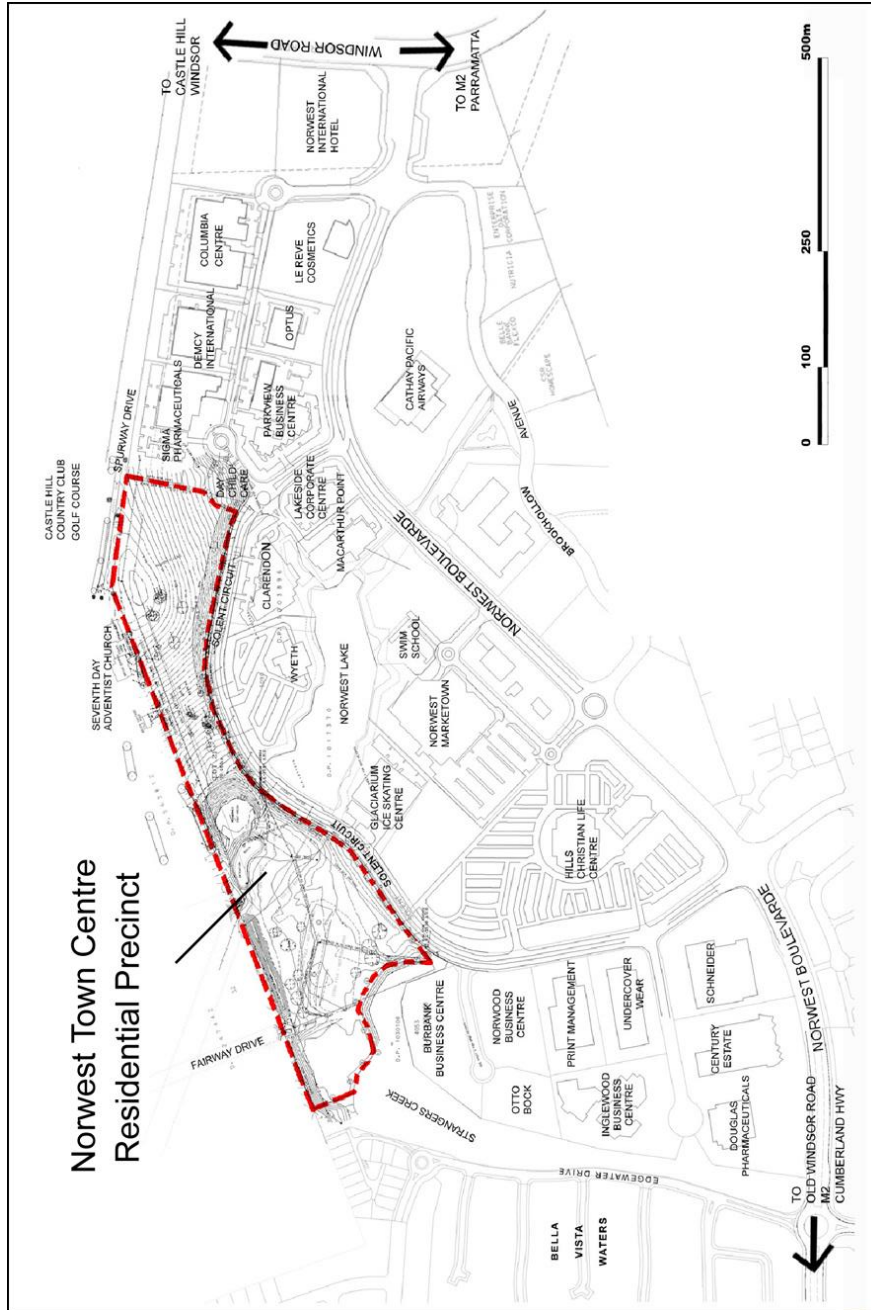 Norwest Town Centre
Residential Precinct
TO
CASTLE HILL
WINDSOR
WINDSOR ROAD
TO M2
PARRAMATTA
NORWEST
INTERNATIONAL
HOTEL
COLUMBIA
CENTRE
LE REVE
COSMETICS
ENTERPRISE
DATA
CORPORATION
NUTRICIA
DEMCY
INTERNATIONAL
OPTUS
SIGMA
PHARMACEUTICALS
PARKVIEW
BUSINESS
CENTRE
CATHAY PACIFIC
AIRWAYS
SPURWAY DRIVE
CASTLE HILL
COUNTRY CLUB
GOLF COURSE
DAY
CHILD
CARE
LAKESIDE
CORPORATE
CENTRE
MACARTHUR POINT
BROOKHOLLOW
AVENUE
SOLENT CIRCUIT
CLARENDON
NORWEST BOULEVARDE
SEVENTH DAY
ADVENTIST CHURCH
WYETH
NORWEST LAKE
SWIM
SCHOOL
NORWEST
MARKETOWN
GLACIARIUM
ICE SKATING
CENTRE
SOLENT CIRCUIT
HILLS
CHRISTIAN LIFE
CENTRE
FAIRWAY DRIVE
BURBANK
BUSINESS CENTRE
NORWOOD
BUSINESS
CENTRE
PRINT MANAGEMENT
UNDERCOVER
WEAR
SCHNEIDER
NORWEST BOULEVARDE
STRANGERS CREEK
OTTO
BOCK
INGLEWOOD
BUSINESS
CENTRE
CENTURY
ESTATE
DOUGLAS
PHARMACEUTICALS
EDGEWATER DRIVE
BELLA
VISTA
WATERS
TO
OLD WINDSOR ROAD
M2
CUMBERLAND HWY
0
100
250
500m